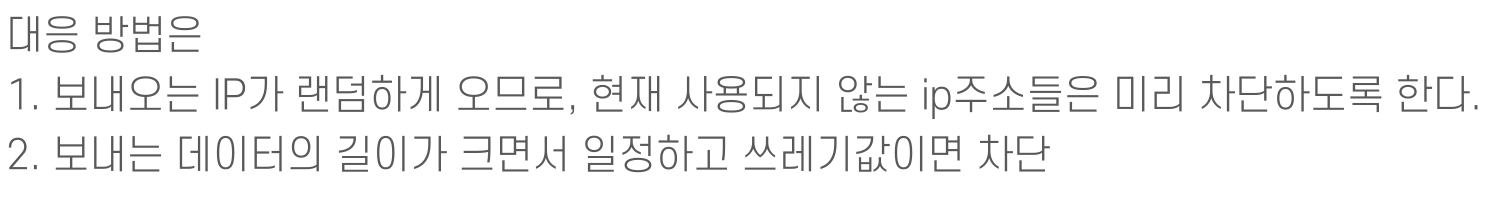 대응 방법은
1. 보내오는 IP가 랜덤하게 오므로, 현재 사용되지 않는 ip주소들은 미리 차단하도록 한다.
2. 보내는 데이터의 길이가 크면서 일정하고 쓰레기값이면 차단